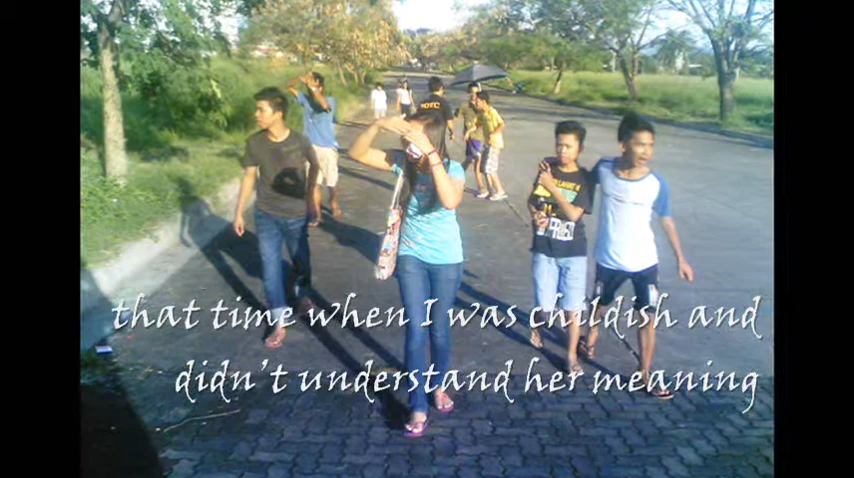 that time when I was childish and
didn't understand her meaning